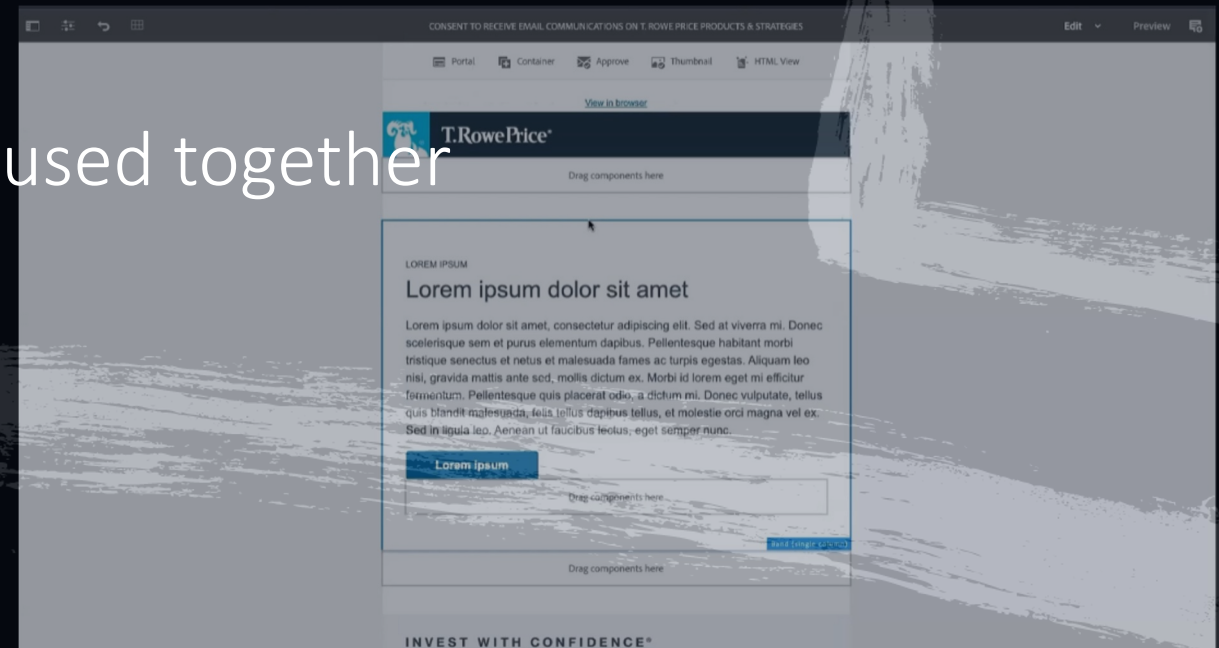 CONSENT TO RECEIVE EMAIL COMMUNICATIONS ON T. ROWE PRICE PRODUCTS & STRATEGIES
Edit
Preview
Portal
Container
Approve
Thumbnail
HTML View
View in browser
T.RowePrice®
used together
Drag components here
LOREM IPSUM
Lorem ipsum dolor sit amet
Lorem ipsum dolor sit amet, consectetur adipiscing elit. Sed at viverra mi. Donec
scelerisque sem et purus elementum dapibus. Pellentesque habitant morbi
tristique senectus et netus et malesuada fames ac turpis egestas. Aliquam leo
nisi, gravida mattis ante sed, mollis dictum ex. Morbi id lorem eget mi efficitur
fermentum. Pellentesque quis placerat odio, a dictum mi. Donec vulputate, tellus
quis blandit malesuada, felis tellus dapibus tellus, et molestie orci magna vel ex.
Sed in ligula leo. Aenean ut faucibus lectus, eget semper nunc.
Lorem ipsum
Drag components here
(single column)
Drag components here
INVEST WITH CONFIDENCE®